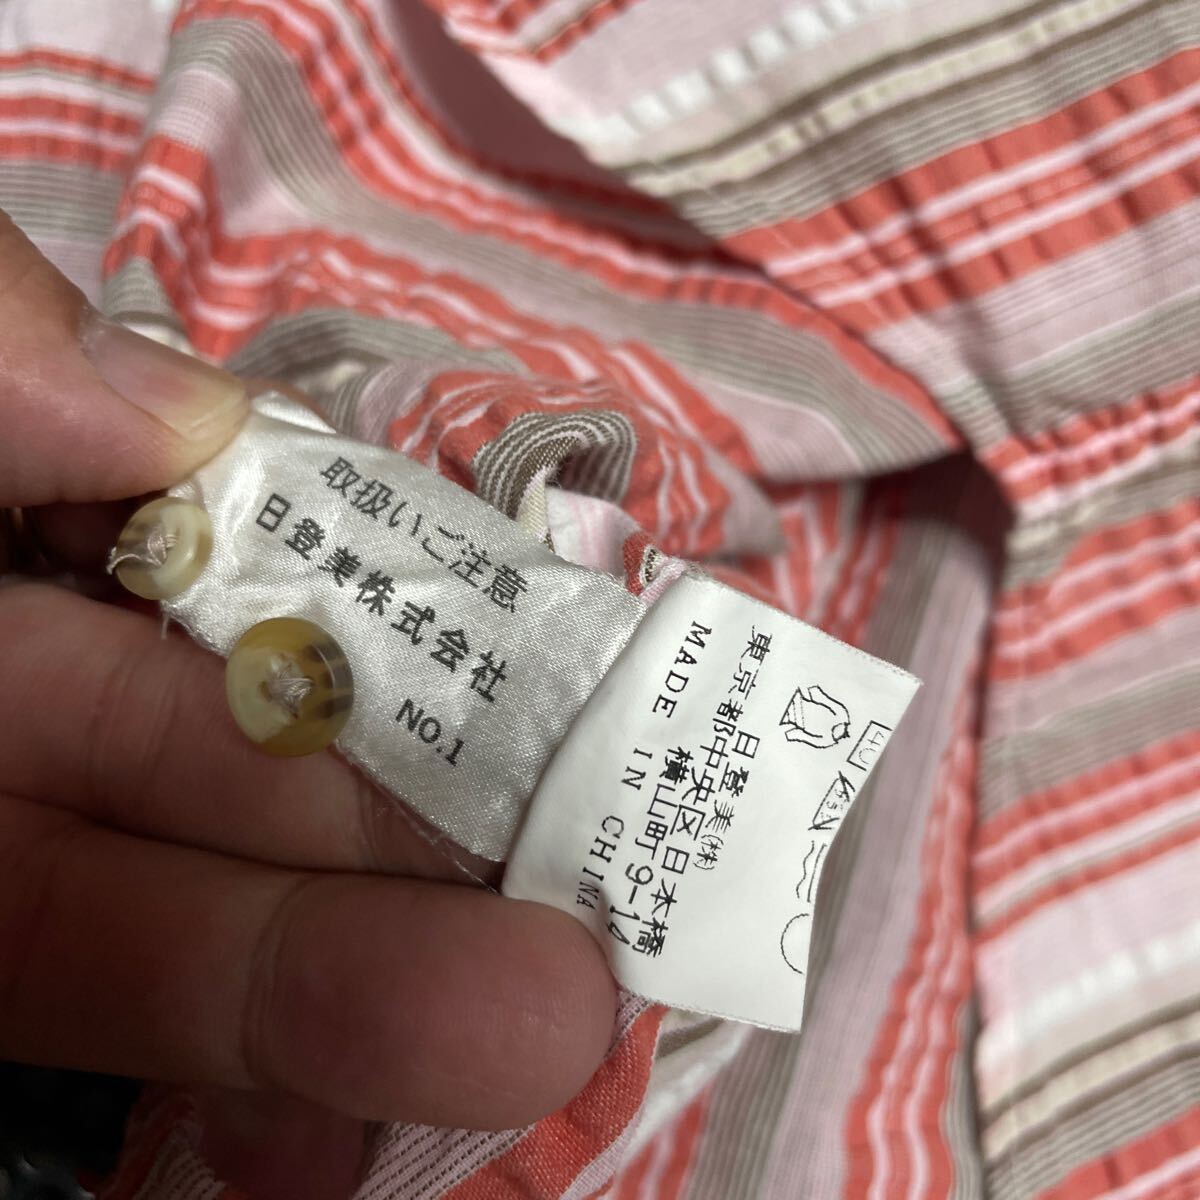 取扱いご注意
日登美株式会社
NO.1
40
日登美(株)
東京都中央区日本橋
横山町9-14
MADE IN CHINA